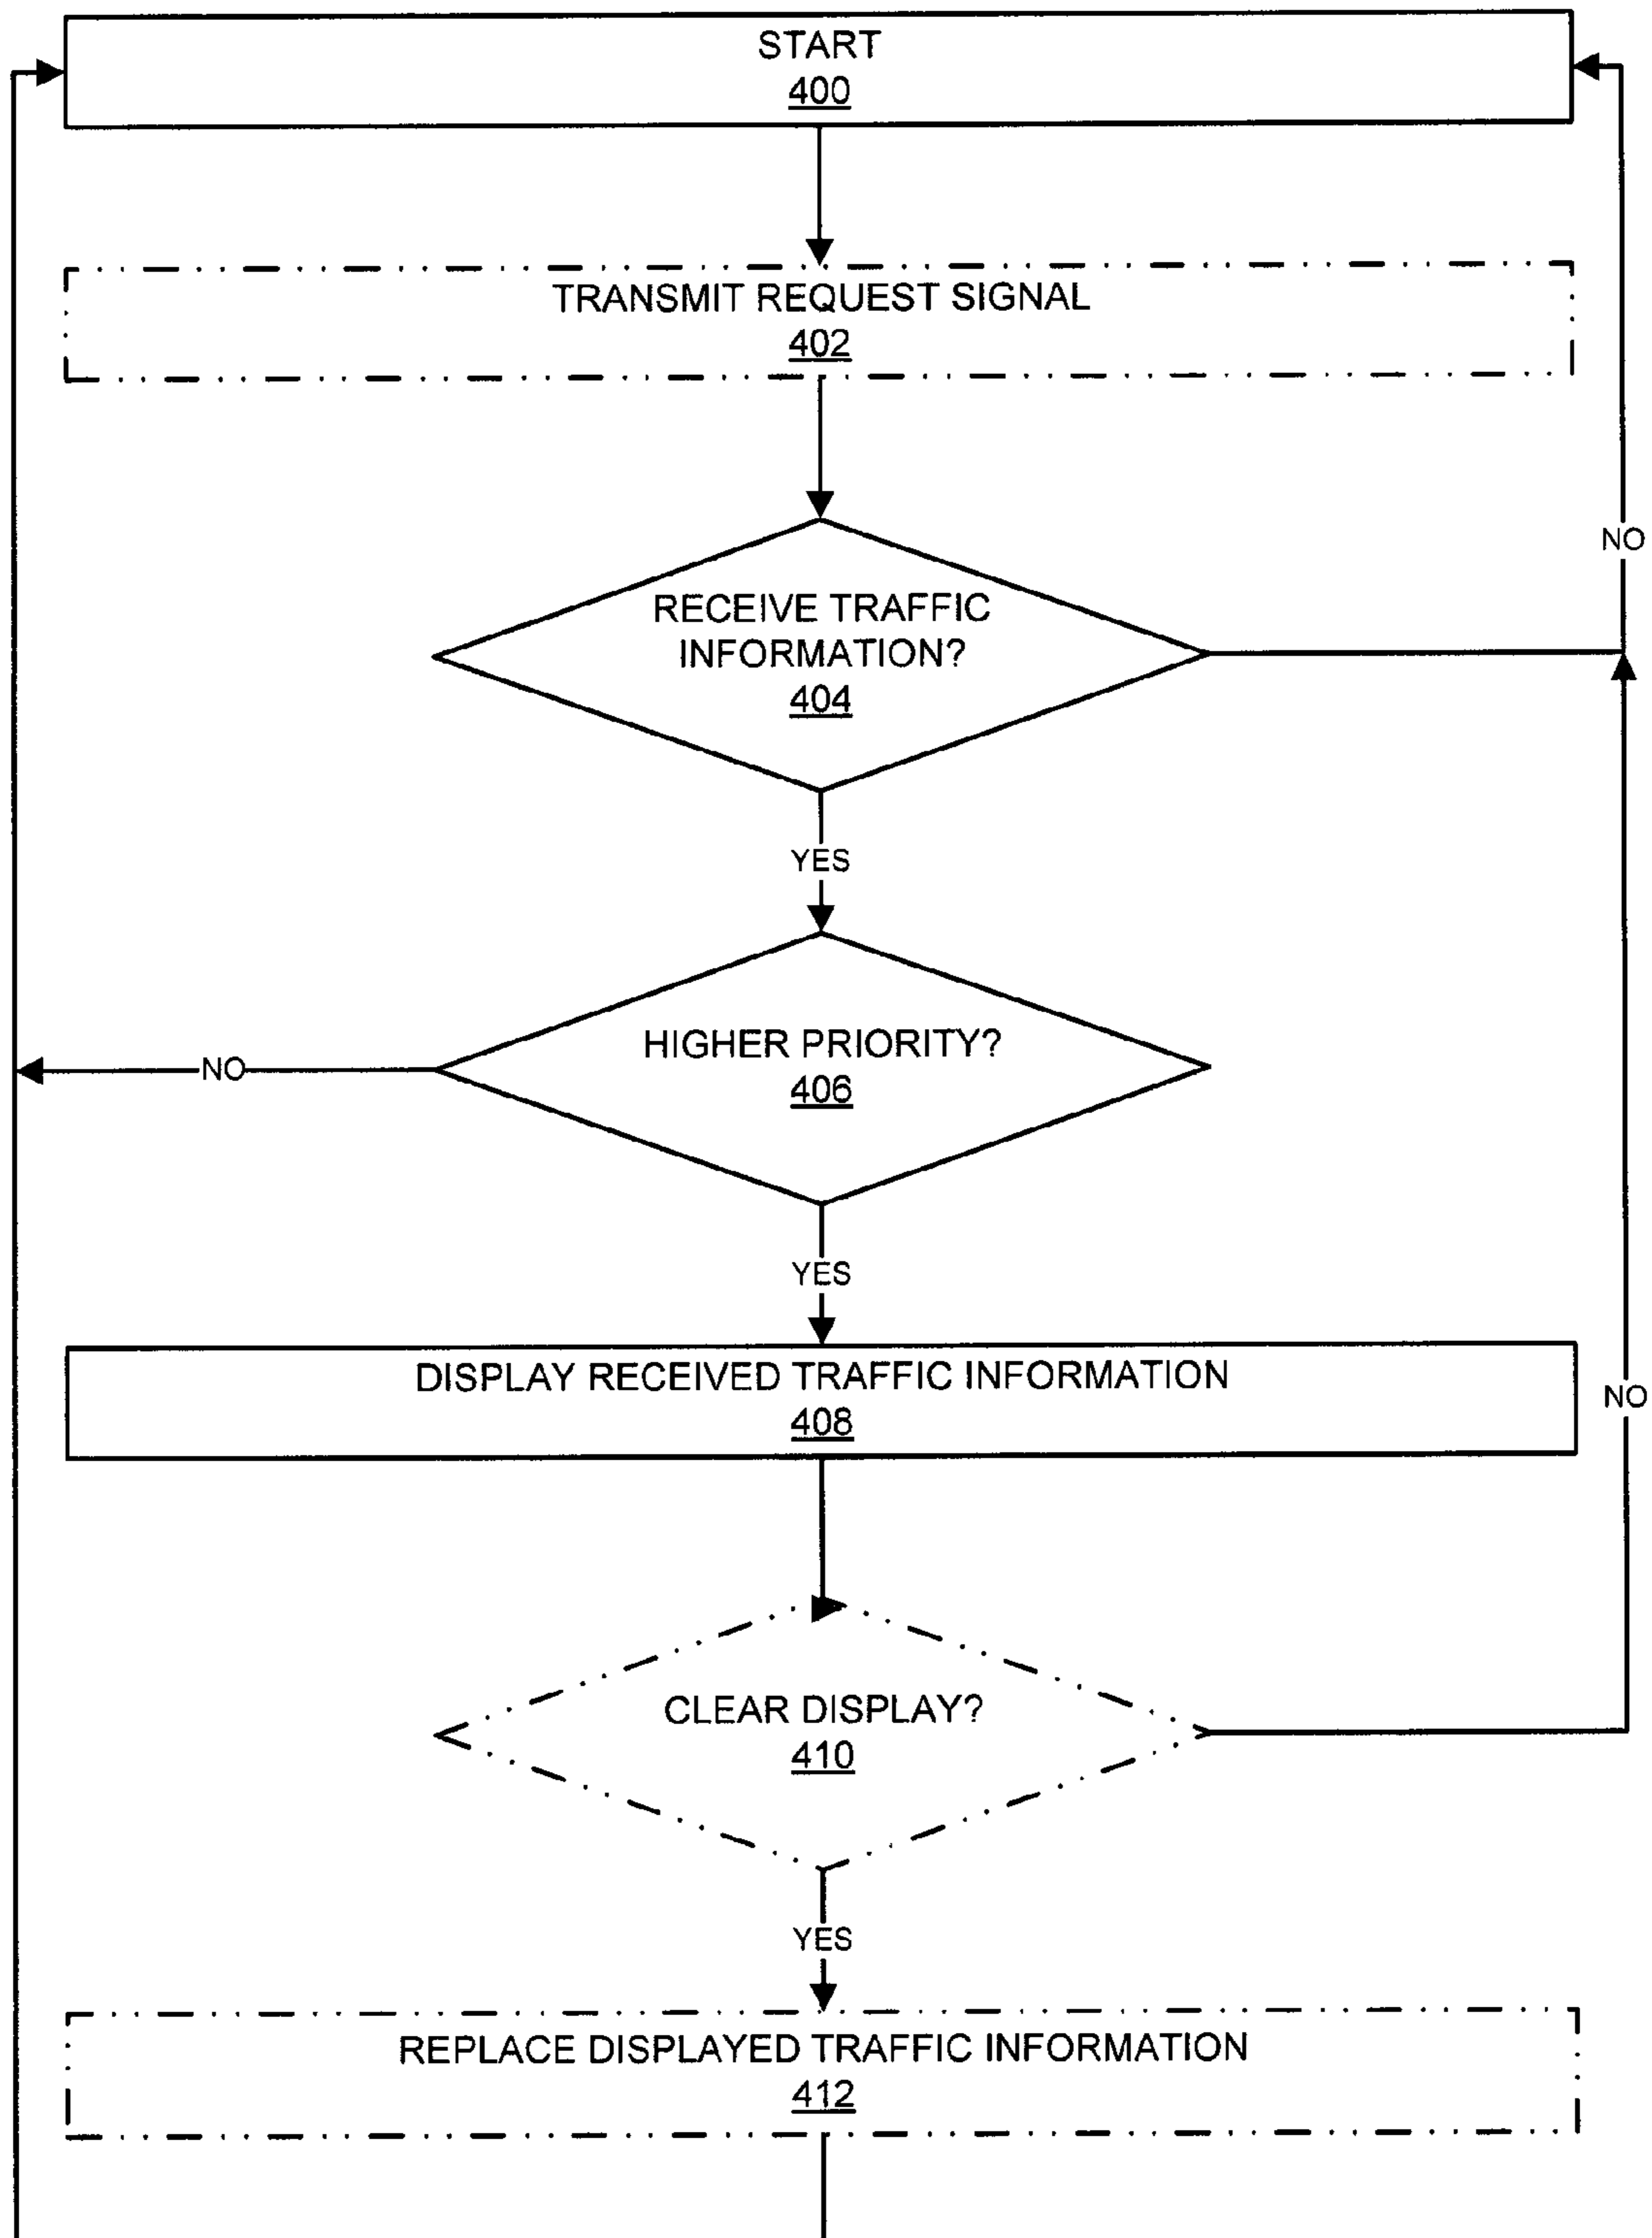 START
400
TRANSMIT REQUEST SIGNAL
402
NO
RECEIVE TRAFFIC
INFORMATION?
404
YES
HIGHER PRIORITY?
NO
406
YES
DISPLAY RECEIVED TRAFFIC INFORMATION
NO
408
CLEAR DISPLAY?
410
YES
REPLACE DISPLAYED TRAFFIC INFORMATION
412